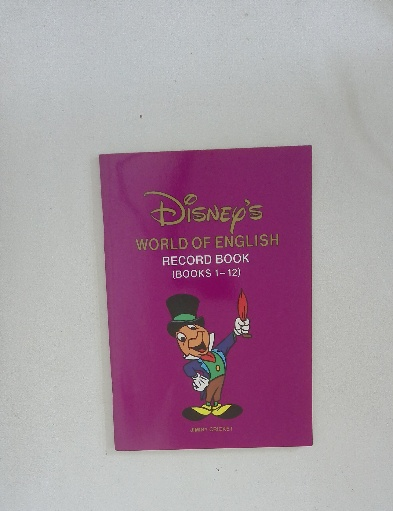 Disney's
WORLD OF ENGLISH
RECORD BOOK
(BOOKS 1–12)
JIMINY CRICKET